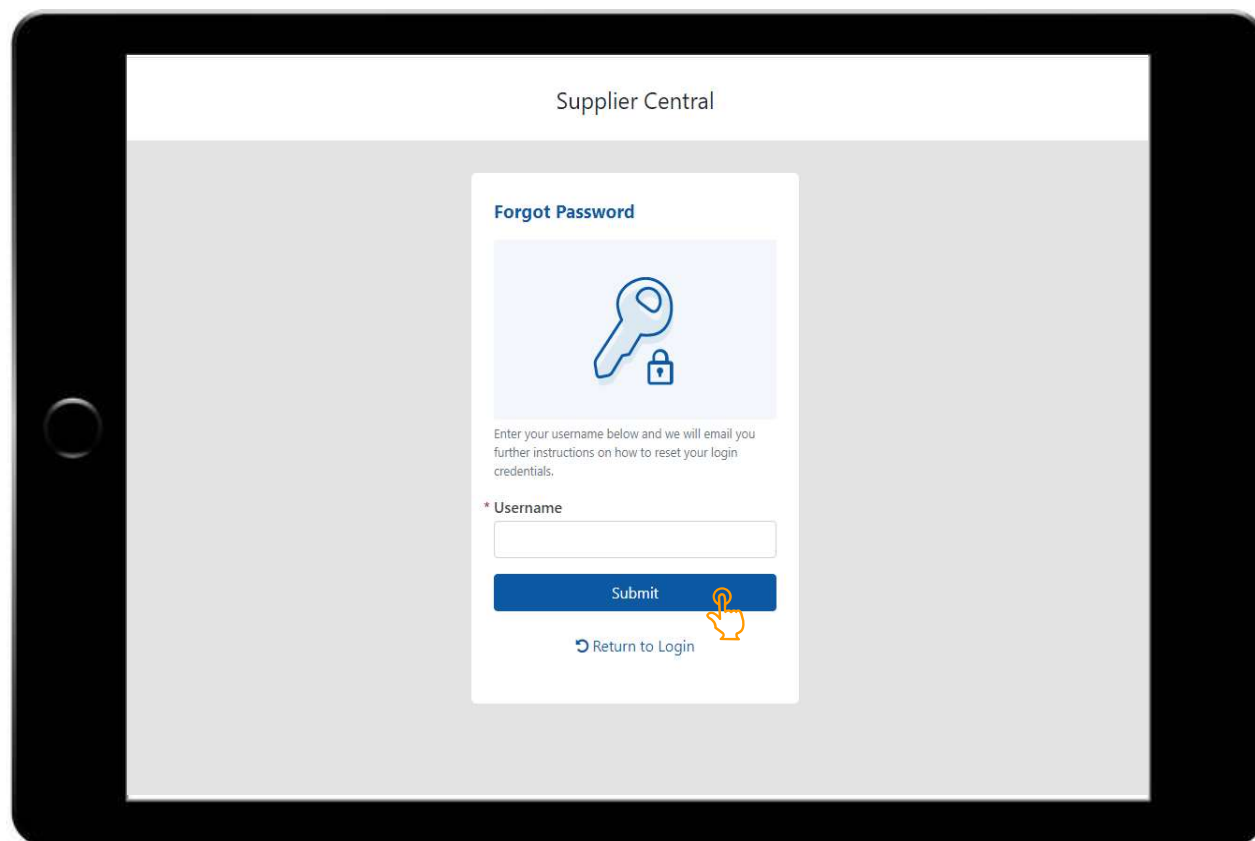 Supplier Central
Forgot Password
Enter your username below and we will email you
further instructions on how to reset your login
credentials.
* Username
Submit
Return to Login